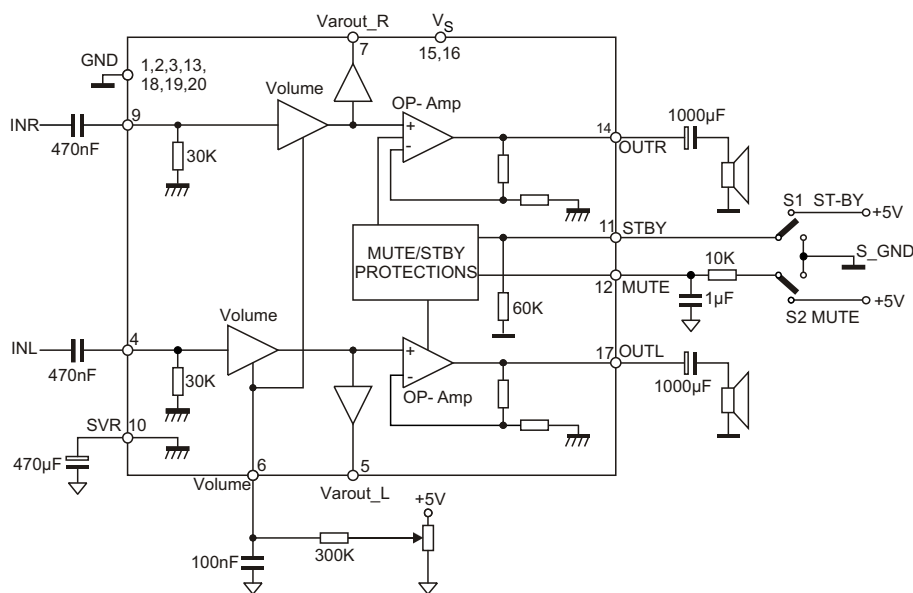 Varout_R
VS
7
15,16
GND
1,2,3,13,
18,19,20
Volume
OP- Amp
INR
9
470nF
30K
14
OUTR
1000µF
11
STBY
S1 ST-BY
+5V
MUTE/STBY
PROTECTIONS
S_GND
10K
12
MUTE
60K
1µF
+5V
S2 MUTE
Volume
INL
4
470nF
30K
17
OUTL
OP- Amp
1000µF
SVR
10
470µF
6
5
Volume
Varout_L
+5V
300K
100nF
+
-
+
-